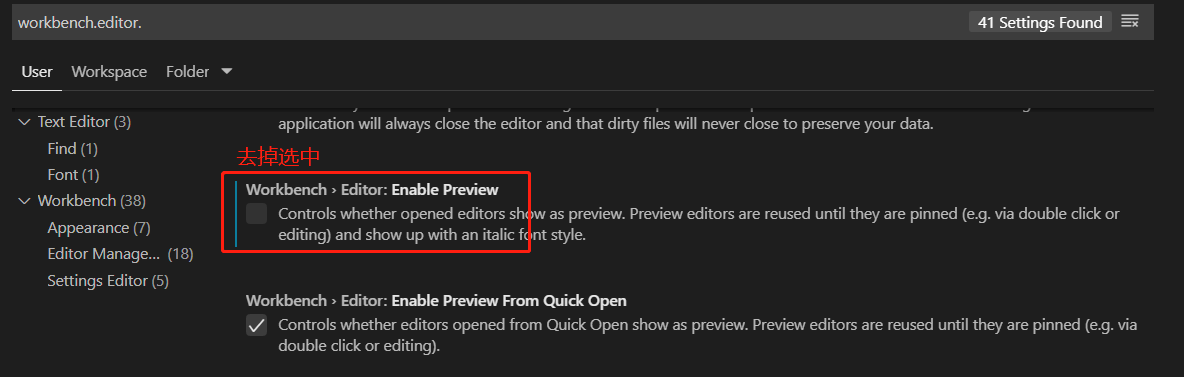 workbench.editor.
41 Settings Found
User
Workspace
Folder
Text Editor (3)
Find (1)
Font (1)
Workbench (38)
Appearance (7)
Editor Manage... (18)
Settings Editor (5)
application will always close the editor and that dirty files will never close to preserve your data.
去掉选中
Workbench › Editor: Enable Preview
Controls whether opened editors show as preview. Preview editors are reused until they are pinned (e.g. via double click or
editing) and show up with an italic font style.
Workbench › Editor: Enable Preview From Quick Open
Controls whether editors opened from Quick Open show as preview. Preview editors are reused until they are pinned (e.g. via
double click or editing).